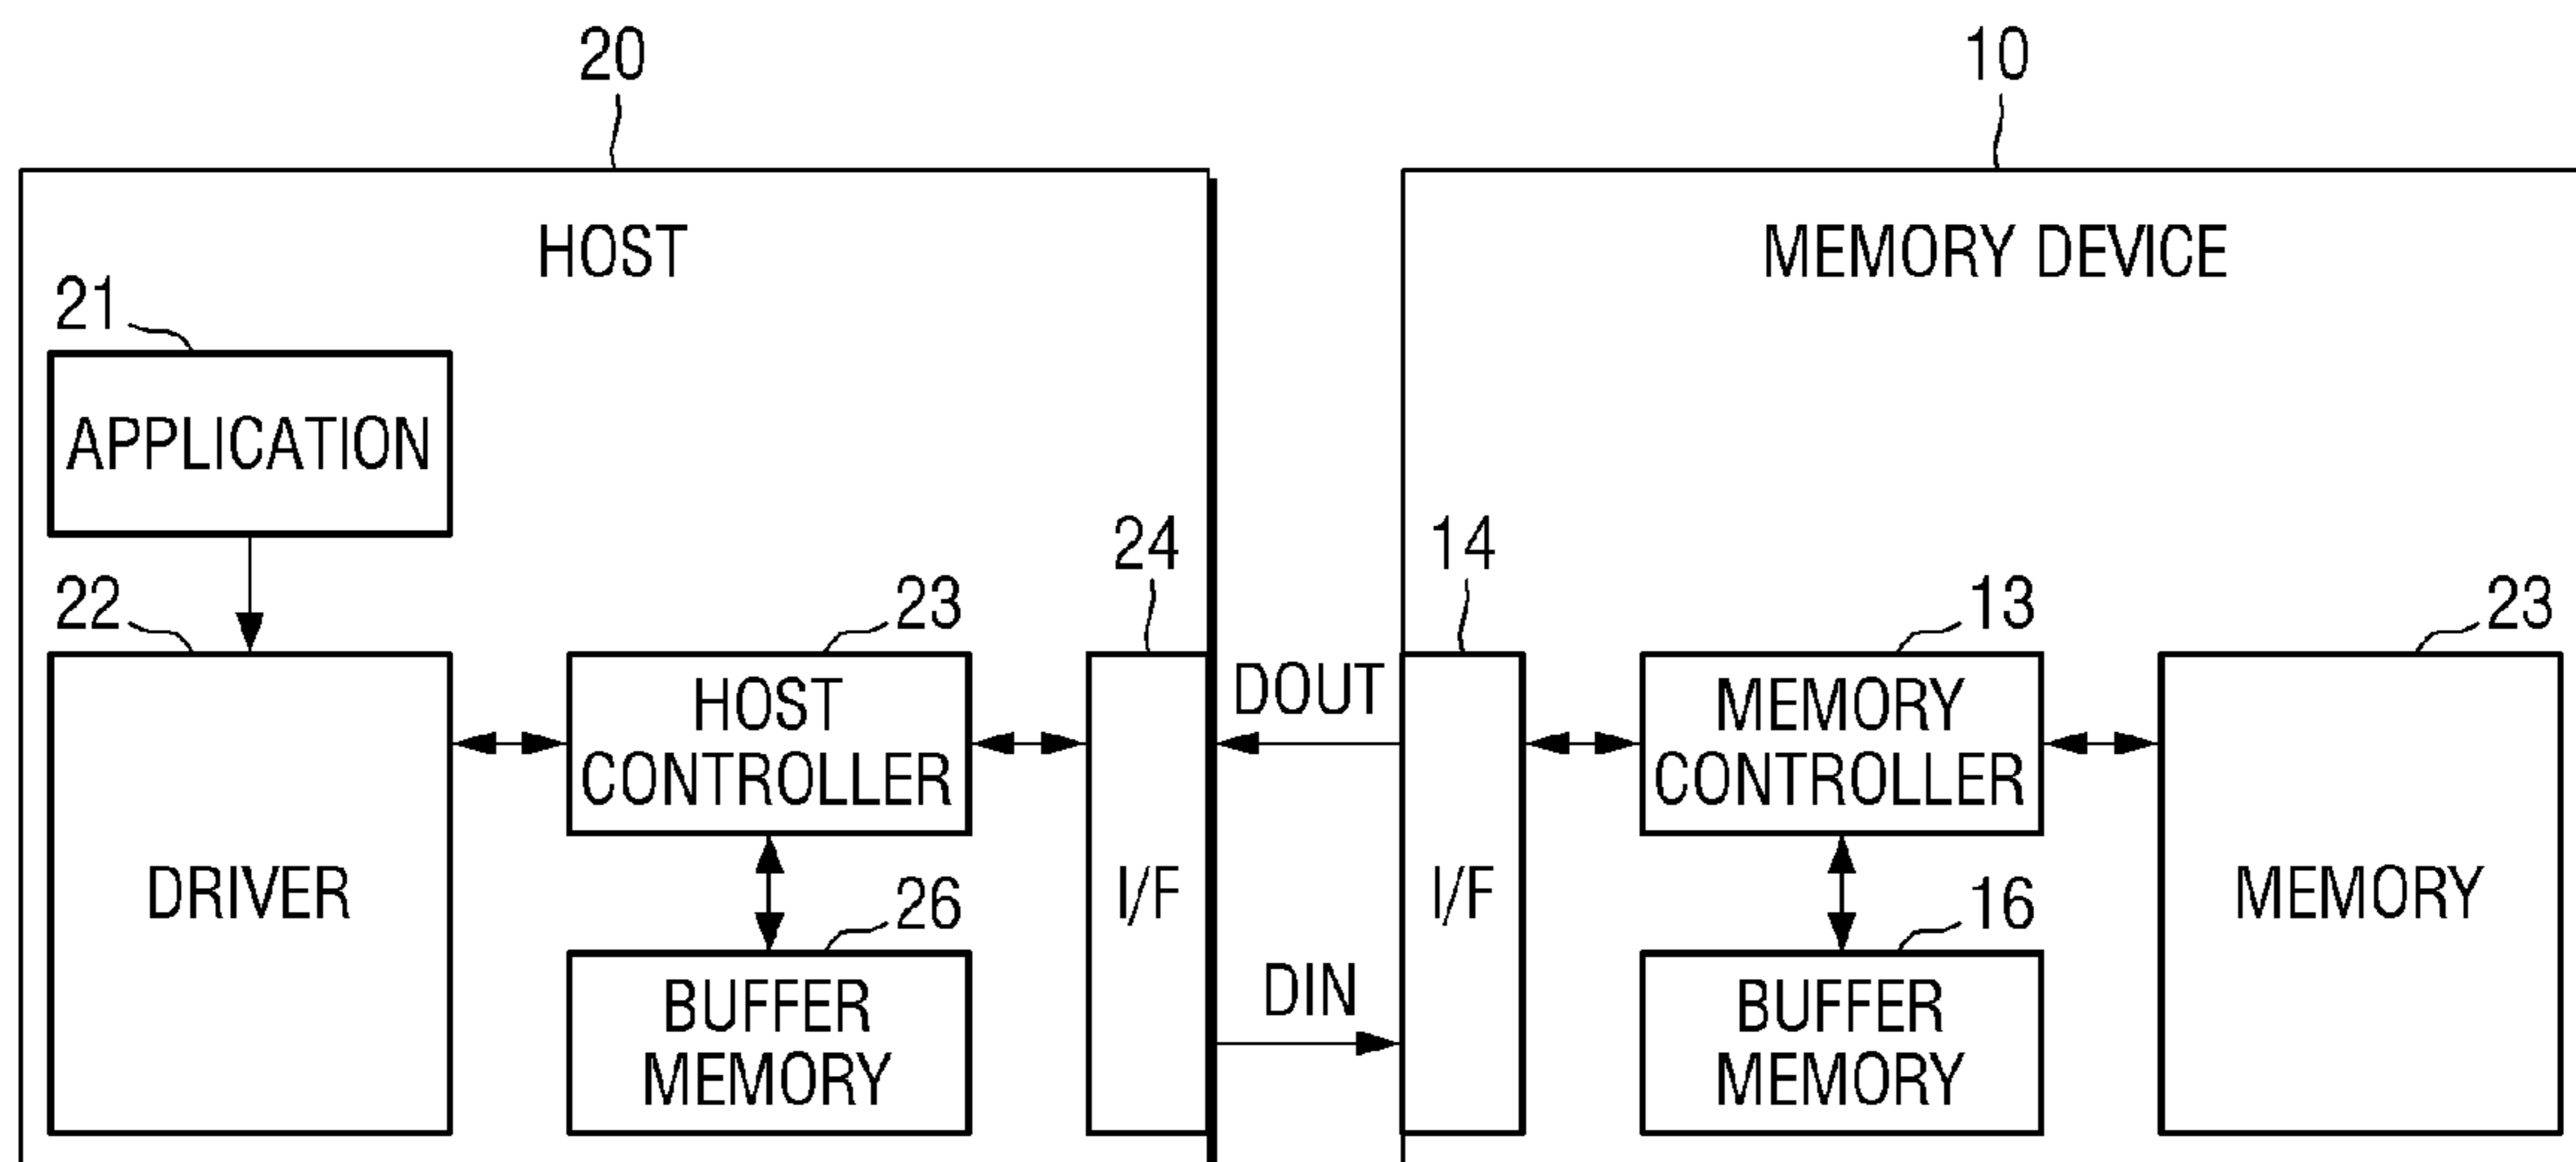 20
10
HOST
MEMORY DEVICE
21
APPLICATION
22
DRIVER
23
HOST
CONTROLLER
26
BUFFER
MEMORY
24
I/F
DOUT
DIN
14
I/F
13
MEMORY
CONTROLLER
16
BUFFER
MEMORY
23
MEMORY